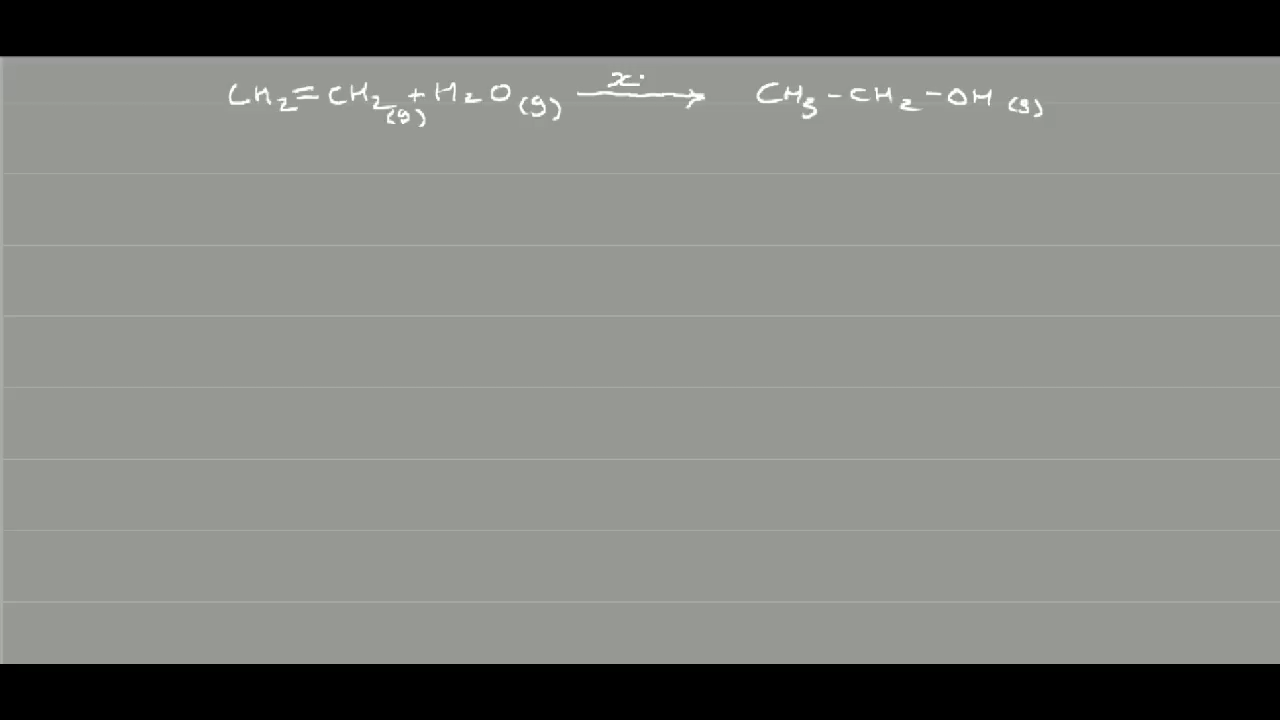 CH₂=CH₂(g) + H₂O(g) —x→ CH₃-CH₂-OH(g)